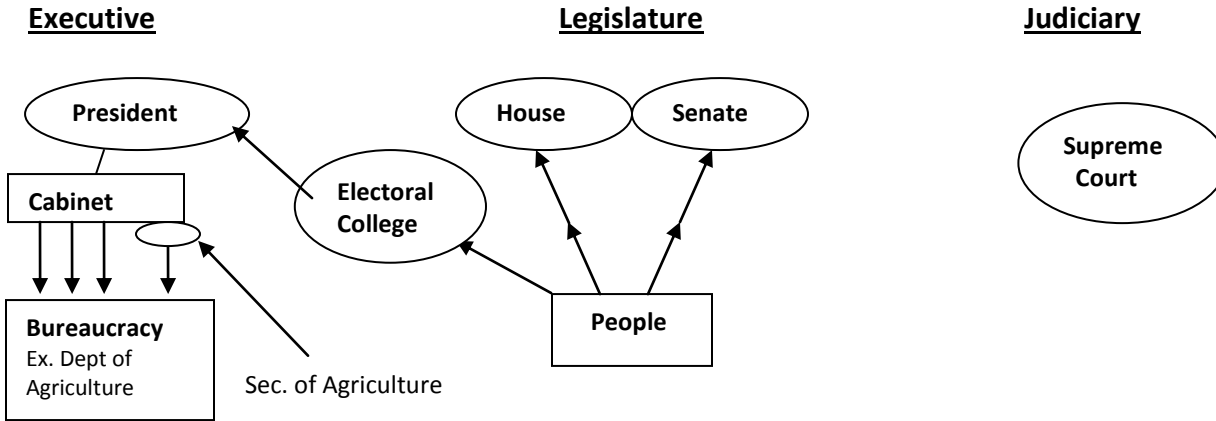 Executive
Legislature
Judiciary
President
House
Senate
Supreme
Court
Cabinet
Electoral
College
Bureaucracy
Ex. Dept of
Agriculture
People
Sec. of Agriculture